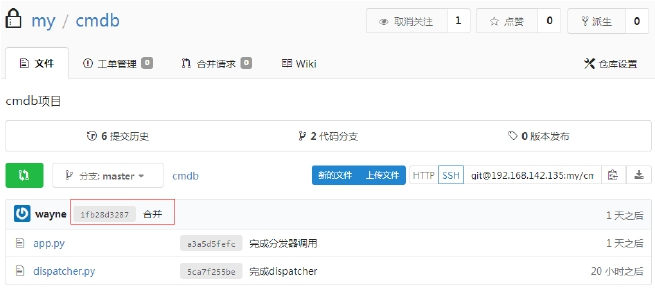 my / cmdb
取消关注 1 点赞 0 派生 0
文件 工单管理 0 合并请求 0 Wiki 仓库设置
cmdb项目
6 提交历史 2 代码分支 0 版本发布
分支: master cmdb 新的文件 上传文件 HTTP SSH git@192.168.142.135:my/cm
wayne 1fb28d3287 合并 1 天之后
app.py a3a5d5fefc 完成分发器调用 1 天之后
dispatcher.py 5ca7f255be 完成dispatcher 20 小时之后